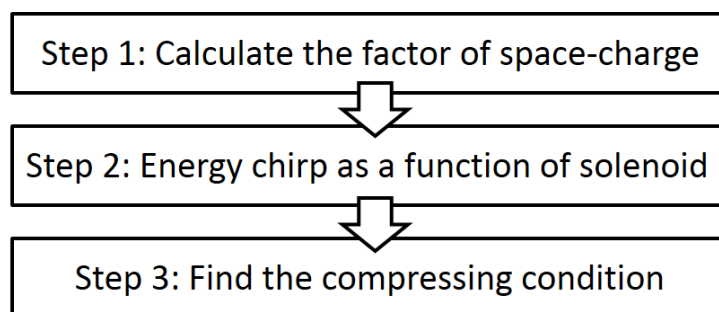 Step 1: Calculate the factor of space-charge
Step 2: Energy chirp as a function of solenoid
Step 3: Find the compressing condition